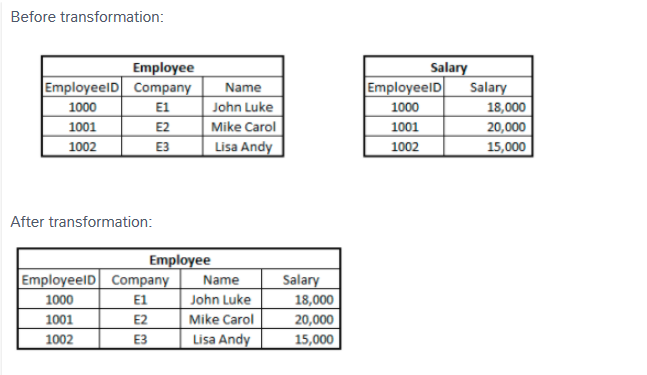 Before transformation:
Employee
EmployeeID Company Name
1000 E1 John Luke
1001 E2 Mike Carol
1002 E3 Lisa Andy
Salary
EmployeeID Salary
1000 18,000
1001 20,000
1002 15,000
After transformation:
Employee
EmployeeID Company Name Salary
1000 E1 John Luke 18,000
1001 E2 Mike Carol 20,000
1002 E3 Lisa Andy 15,000